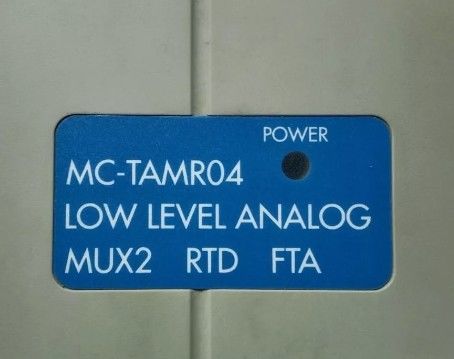 POWER
MC-TAMR04
LOW LEVEL ANALOG
MUX2 RTD FTA